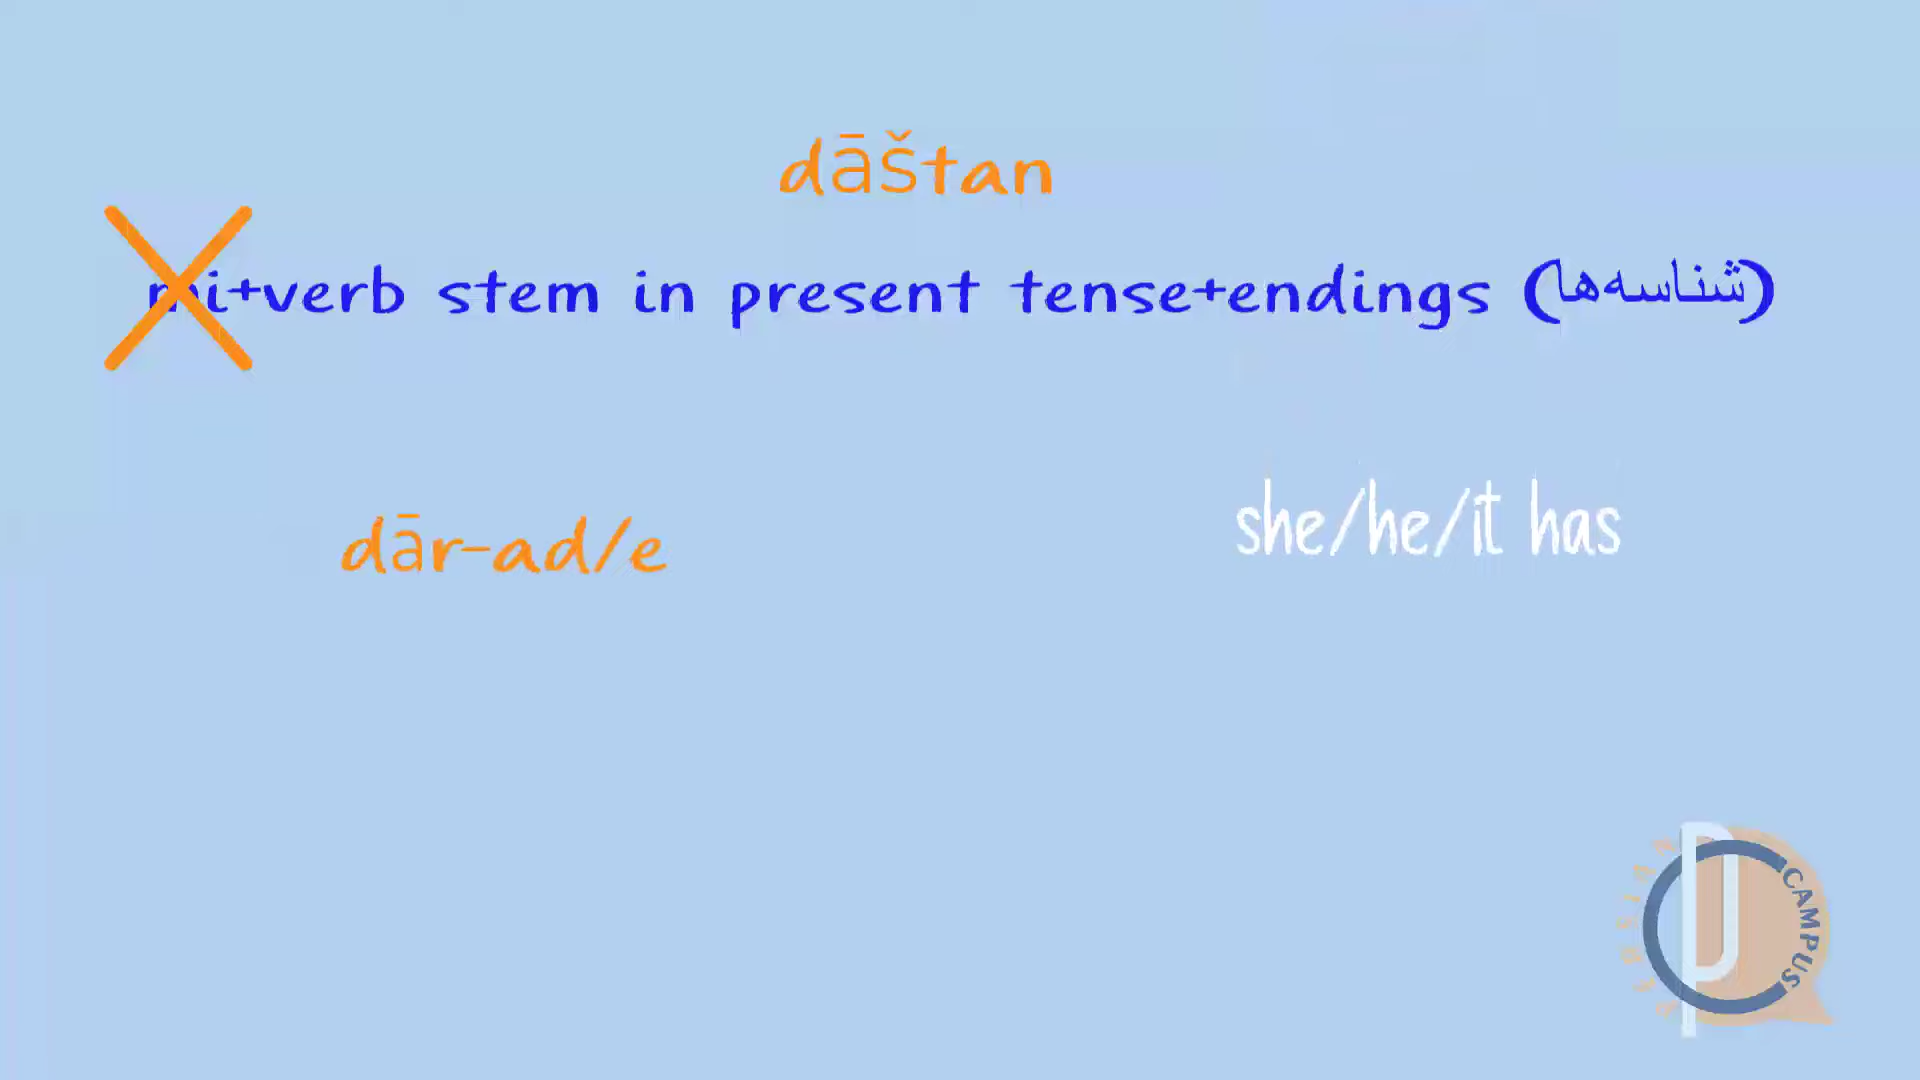 dāštan
mi+verb stem in present tense+endings (شناسه‌ها)
dār-ad/e
she/he/it has
CAMPUS